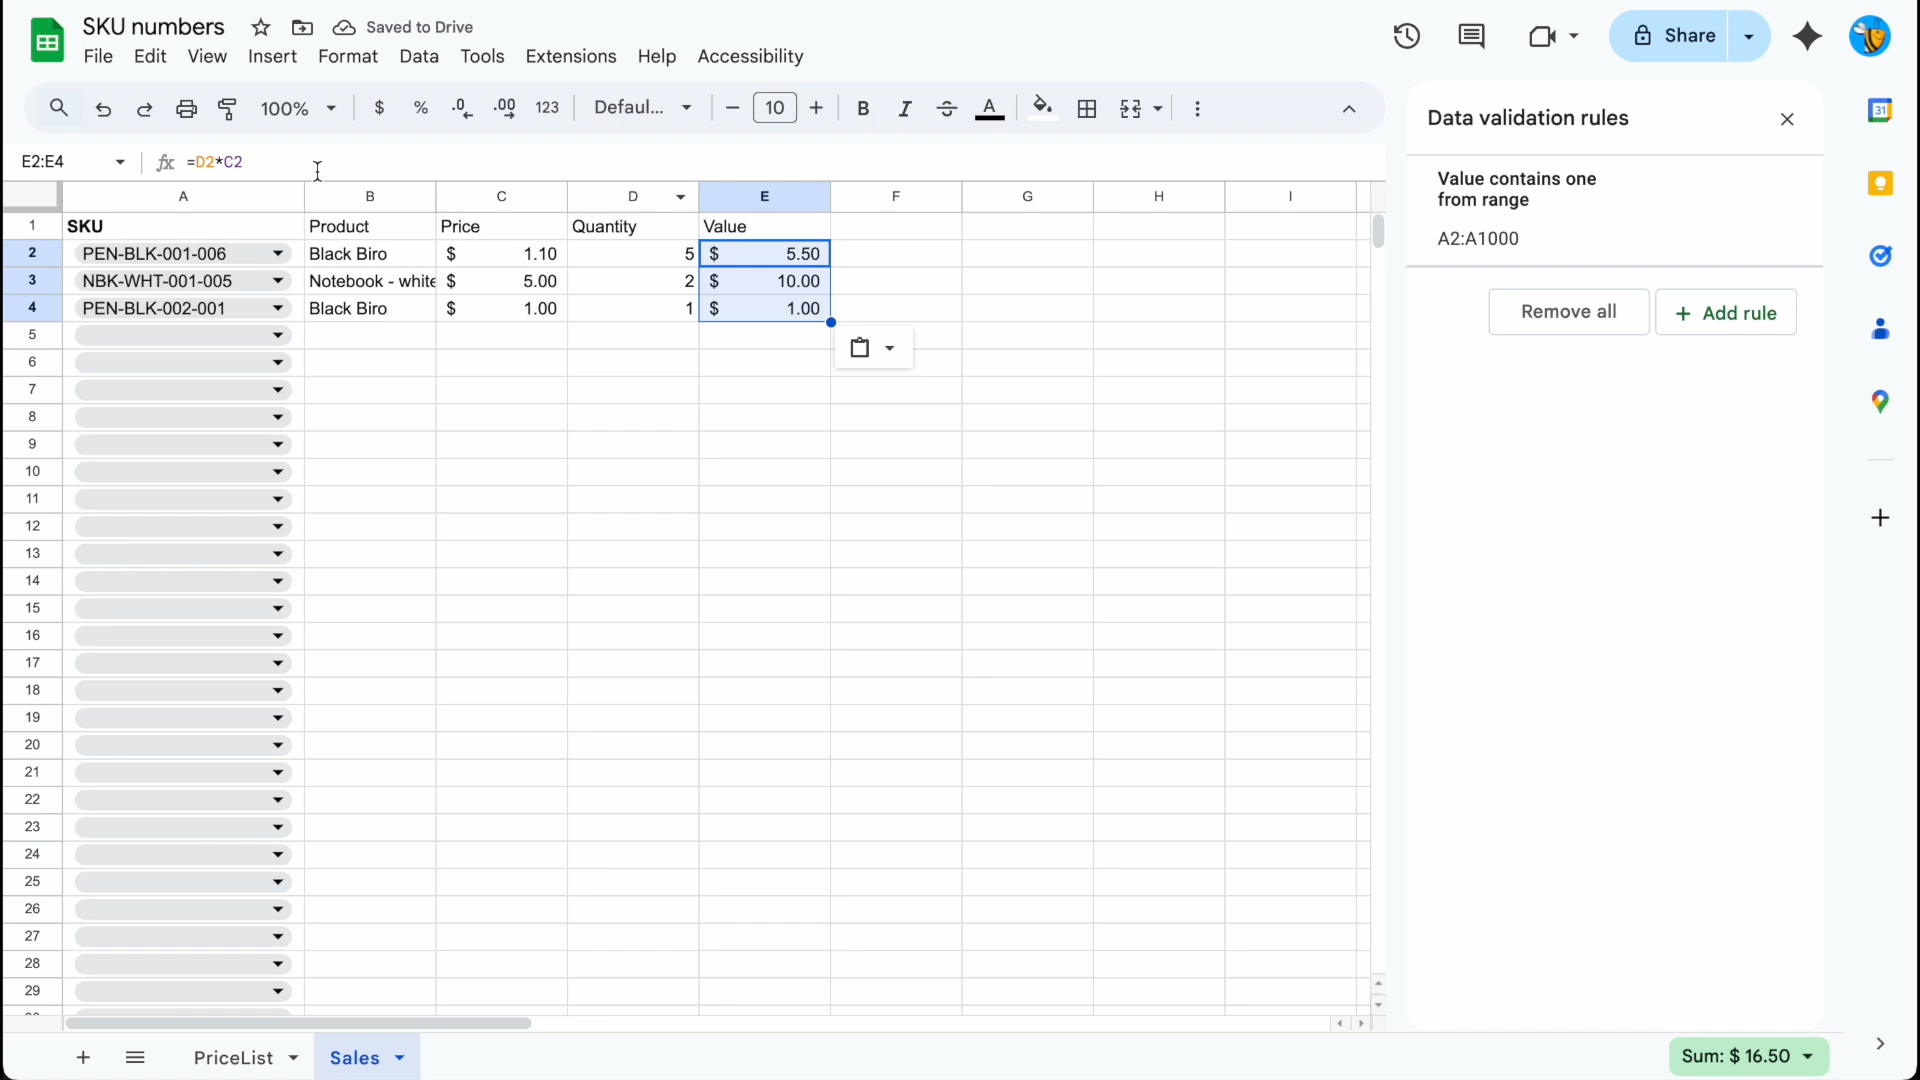 SKU numbers
Saved to Drive
File Edit View Insert Format Data Tools Extensions Help Accessibility
Share
100% $ % .0 .00 123 Defaul... 10 B I S A
E2:E4 fx =D2*C2
A B C D E F G H I
1 SKU Product Price Quantity Value
2 PEN-BLK-001-006 Black Biro $ 1.10 5 $ 5.50
3 NBK-WHT-001-005 Notebook - white $ 5.00 2 $ 10.00
4 PEN-BLK-002-001 Black Biro $ 1.00 1 $ 1.00
5
6
7
8
9
10
11
12
13
14
15
16
17
18
19
20
21
22
23
24
25
26
27
28
29
PriceList Sales
Sum: $ 16.50
Data validation rules
Value contains one
from range
A2:A1000
Remove all + Add rule
31